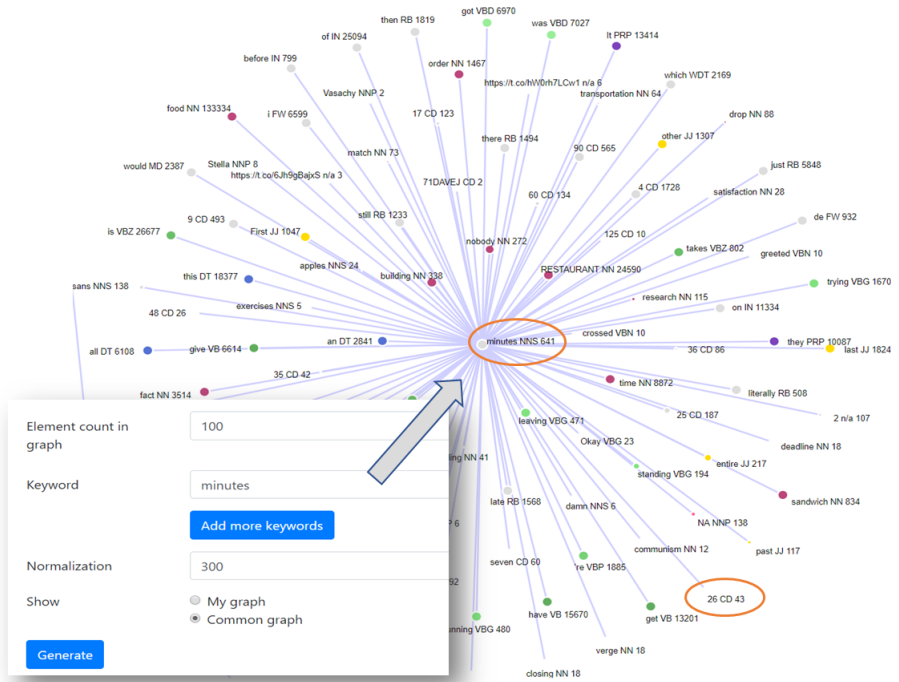 got VBD 6970
then RB 1819
was VBD 7027
of IN 25094
It PRP 13414
before IN 799
order NN 1467
which WDT 2169
https://t.co/hW0rh7LCw1 n/a 6
Vasachy NNP 2
transportation NN 64
food NN 133334
i FW 6599
17 CD 123
drop NN 88
there RB 1494
other JJ 1307
match NN 73
90 CD 565
would MD 2387
Stella NNP 8
just RB 5848
https://t.co/6Jh9gBajxS n/a 3
71DAVEJ CD 2
4 CD 1728
satisfaction NN 28
60 CD 134
9 CD 493
still RB 1233
de FW 932
is VBZ 26677
First JJ 1047
125 CD 10
nobody NN 272
takes VBZ 802
greeted VBN 10
apples NNS 24
building NN 338
RESTAURANT NN 24590
this DT 18377
sans NNS 138
trying VBG 1670
research NN 115
48 CD 26
exercises NNS 5
on IN 11334
crossed VBN 10
an DT 2841
minutes NNS 641
they PRP 10087
all DT 6108
give VB 6614
36 CD 86
last JJ 1824
35 CD 42
time NN 8872
fact NN 3514
literally RB 508
25 CD 187
2 n/a 107
leaving VBG 471
Okay VBG 23
deadline NN 18
ling NN 41
entire JJ 217
standing VBG 194
late RB 1568
damn NNS 6
sandwich NN 834
P 6
NA NNP 138
communism NN 12
past JJ 117
seven CD 60
're VBP 1885
92
26 CD 43
have VB 15670
get VB 13201
unning VBG 480
verge NN 18
closing NN 18
Element count in
graph
100
Keyword
minutes
Add more keywords
Normalization
300
Show
My graph
Common graph
Generate